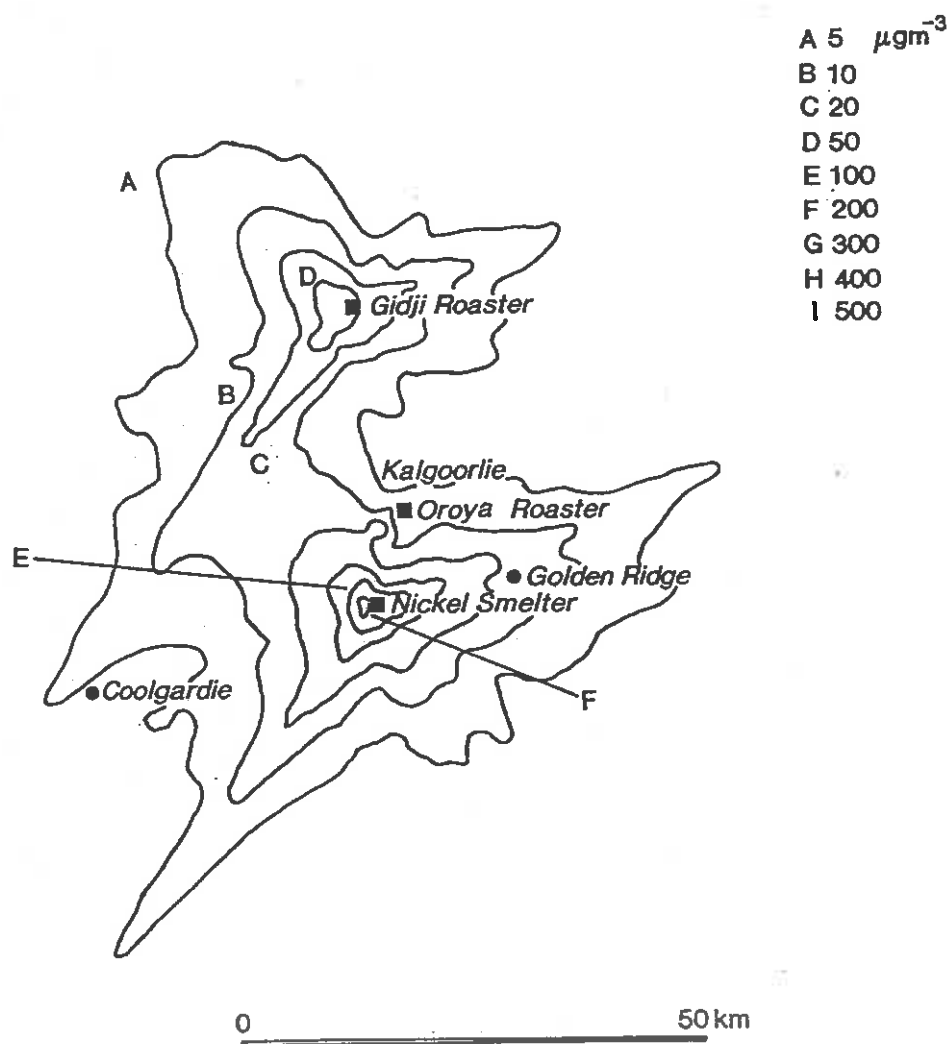 A 5 μgm⁻³
B 10
C 20
D 50
E 100
F 200
G 300
H 400
I 500
A
D
Gidji Roaster
B
C
Kalgoorlie
Oroya Roaster
E
Golden Ridge
Nickel Smelter
Coolgardie
F
0 50 km